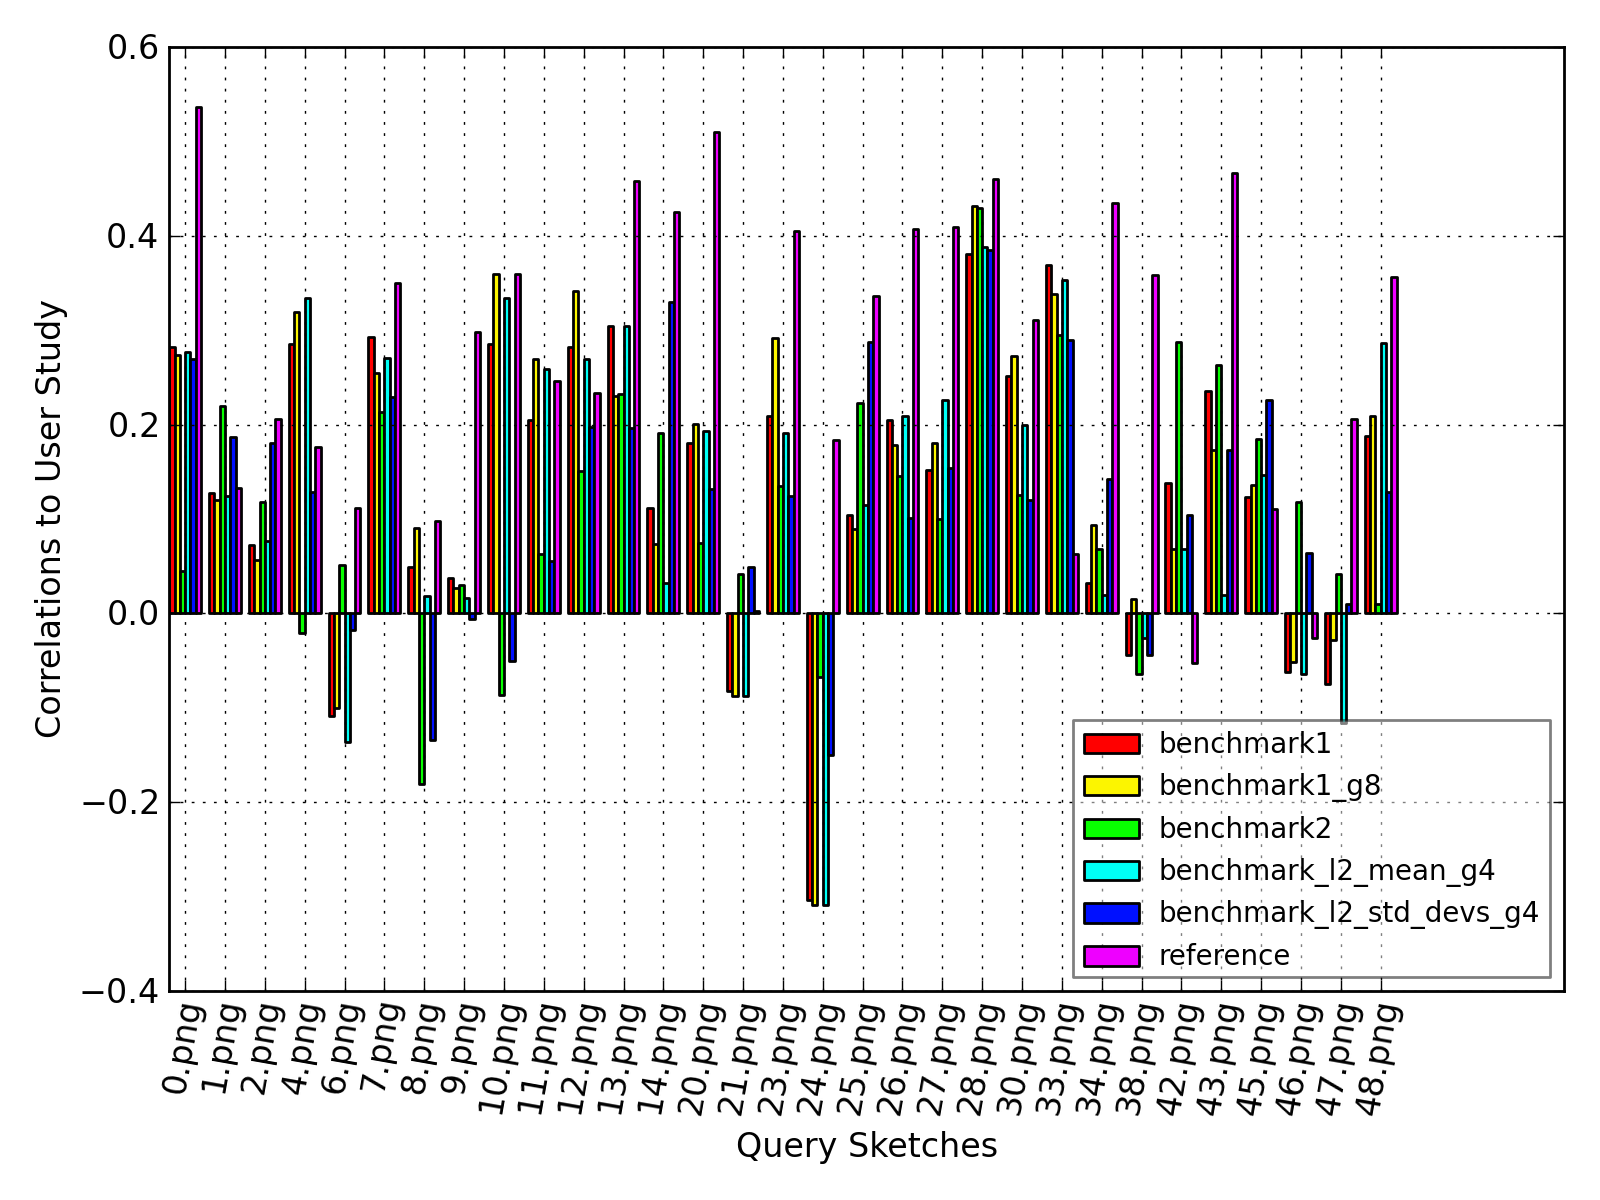 0.6
0.4
0.2
0.0
−0.2
−0.4
Correlations to User Study
benchmark1
benchmark1_g8
benchmark2
benchmark_l2_mean_g4
benchmark_l2_std_devs_g4
reference
0.png
1.png
2.png
4.png
6.png
7.png
8.png
9.png
10.png
11.png
12.png
13.png
14.png
20.png
21.png
23.png
24.png
25.png
26.png
27.png
28.png
30.png
33.png
34.png
38.png
42.png
43.png
45.png
46.png
47.png
48.png
Query Sketches